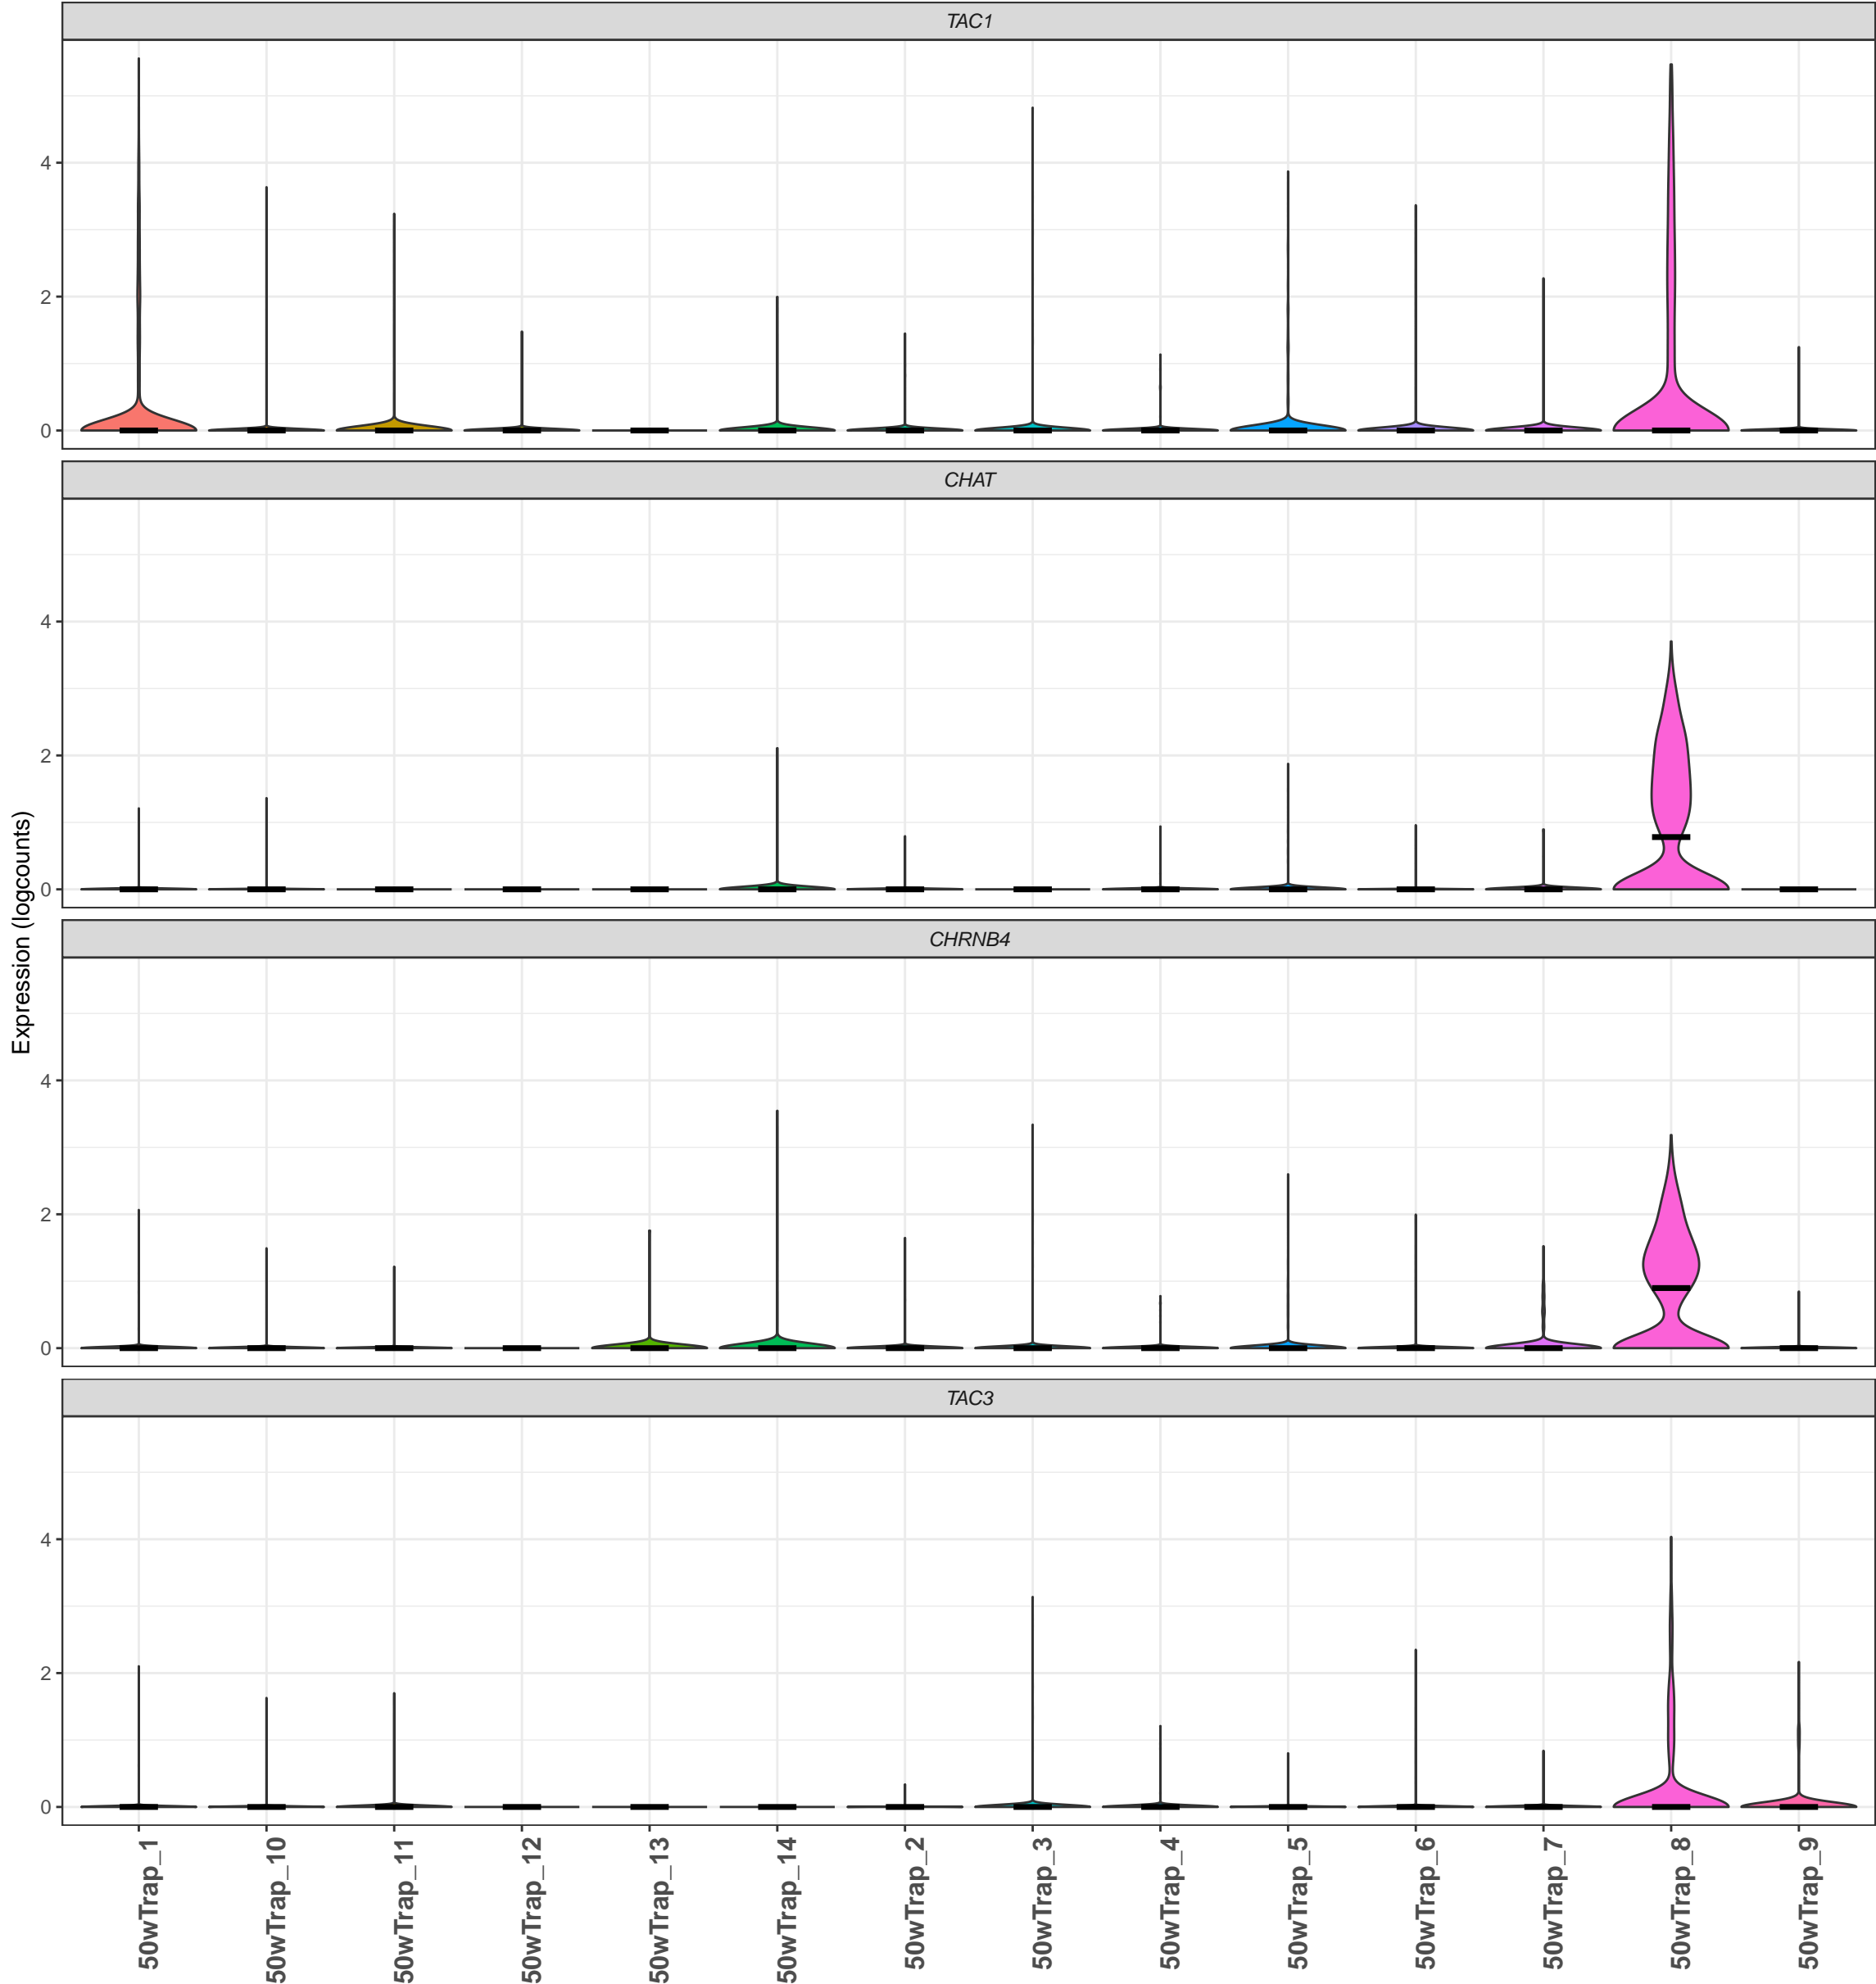 TAC1
4
2
0
CHAT
4
2
0
Expression (logcounts)
CHRNB4
4
2
0
TAC3
4
2
0
50wTrap_1
50wTrap_10
50wTrap_11
50wTrap_12
50wTrap_13
50wTrap_14
50wTrap_2
50wTrap_3
50wTrap_4
50wTrap_5
50wTrap_6
50wTrap_7
50wTrap_8
50wTrap_9